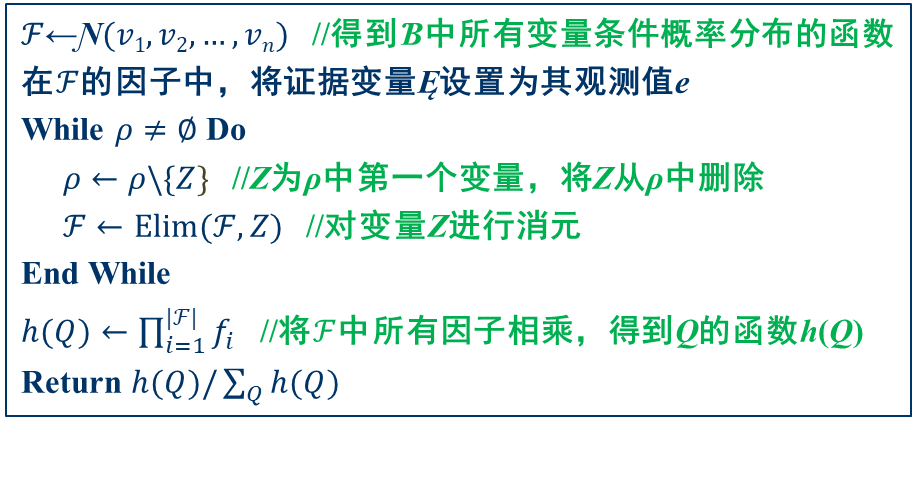 ℱ←𝑵(v₁,v₂,…,vₙ) //得到𝓑中所有变量条件概率分布的函数
在ℱ的因子中，将证据变量Ę设置为其观测值e
While ρ ≠ ∅ Do
ρ ← ρ\{Z} //Z为ρ中第一个变量，将Z从ρ中删除
ℱ ← Elim(ℱ, Z) //对变量Z进行消元
End While
h(Q) ← ∏_{i=1}^{|ℱ|} f_i //将ℱ中所有因子相乘，得到Q的函数h(Q)
Return h(Q)/∑_Q h(Q)